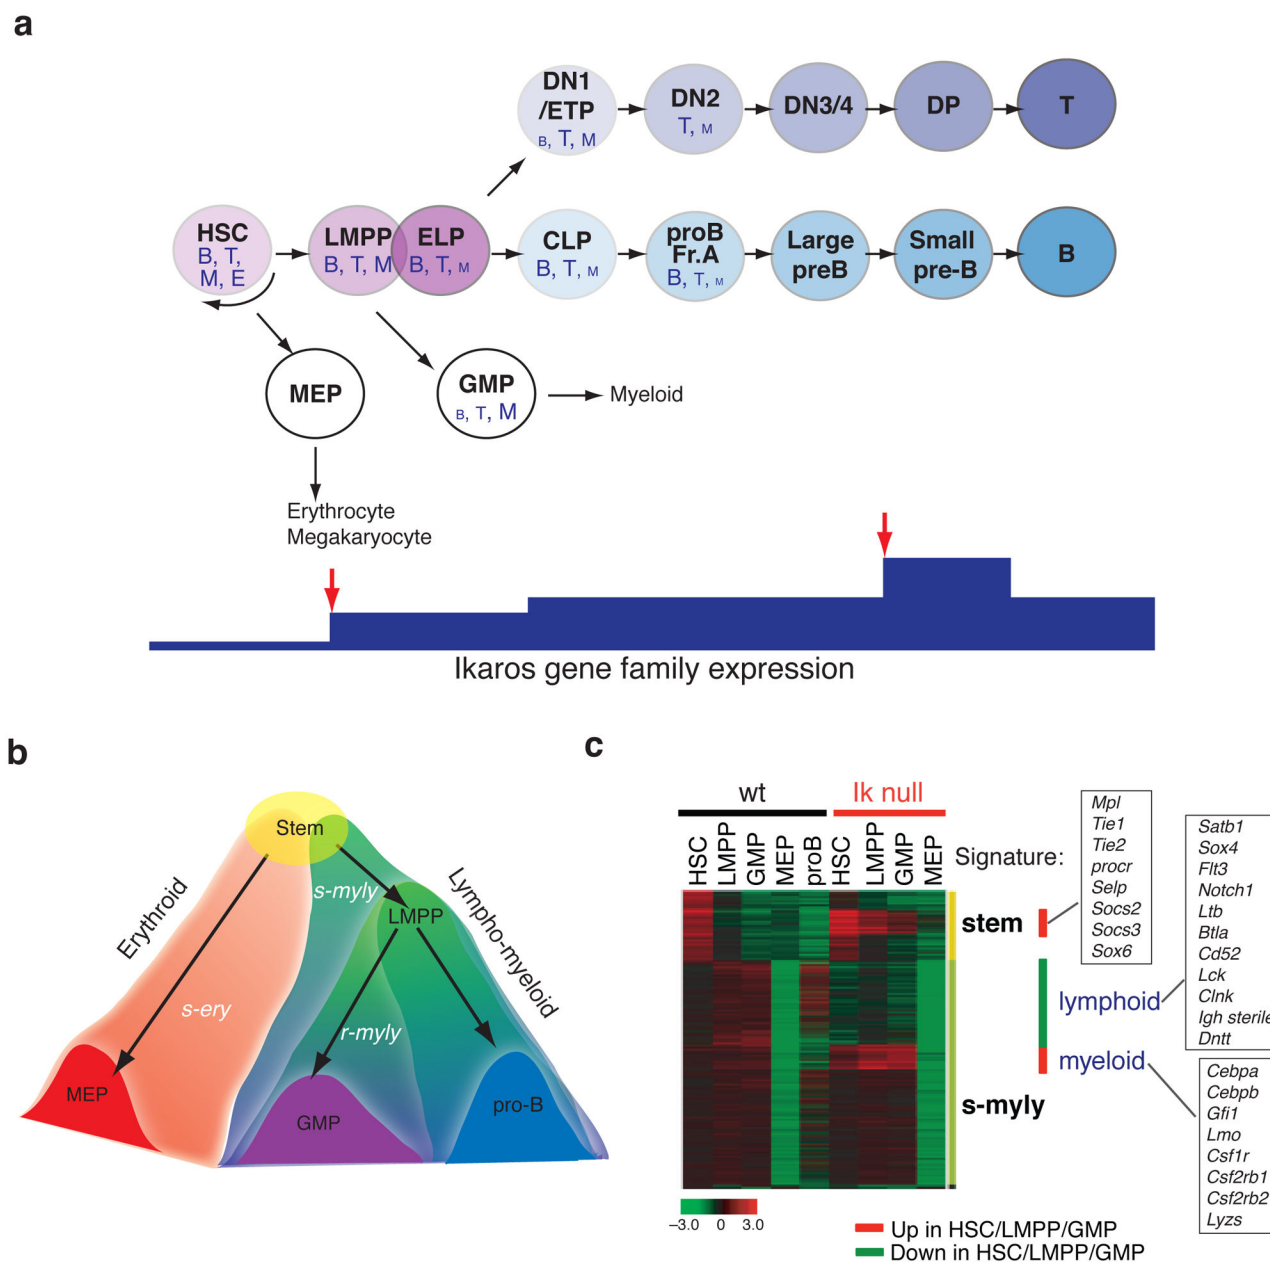 a
DN1
/ETP
B, T, M
DN2
T, M
DN3/4
DP
T
HSC
B, T,
M, E
LMPP
B, T, M
ELP
B, T, M
CLP
B, T, M
proB
Fr.A
B, T, M
Large
preB
Small
pre-B
B
MEP
GMP
B, T, M
Myeloid
Erythrocyte
Megakaryocyte
Ikaros gene family expression
b
Stem
Erythroid
s-myly
LMPP
Lympho-myeloid
s-ery
r-myly
MEP
GMP
pro-B
c
wt
Ik null
HSC
LMPP
GMP
MEP
proB
HSC
LMPP
GMP
MEP
Signature:
stem
lymphoid
myeloid
s-myly
Mpl
Tie1
Tie2
procr
Selp
Socs2
Socs3
Sox6
Satb1
Sox4
Flt3
Notch1
Ltb
Btla
Cd52
Lck
Clnk
Igh sterile
Dntt
Cebpa
Cebpb
Gfi1
Lmo
Csf1r
Csf2rb1
Csf2rb2
Lyzs
−3.0 0 3.0
Up in HSC/LMPP/GMP
Down in HSC/LMPP/GMP